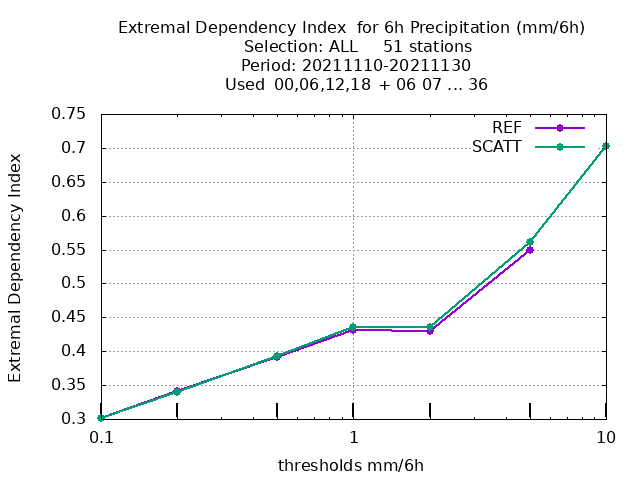 Extremal Dependency Index  for 6h Precipitation (mm/6h)
Selection: ALL     51 stations
Period: 20211110-20211130
Used  00,06,12,18 + 06 07 ... 36
REF
SCATT
0.75
0.7
0.65
0.6
0.55
0.5
0.45
0.4
0.35
0.3
Extremal Dependency Index
0.1 1 10
thresholds mm/6h